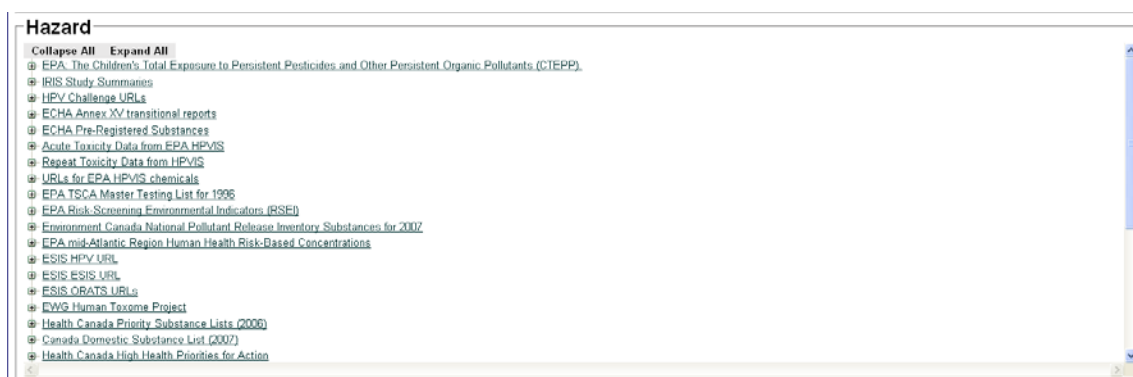 Hazard
Collapse All Expand All
EPA: The Children's Total Exposure to Persistent Pesticides and Other Persistent Organic Pollutants (CTEPP).
IRIS Study Summaries
HPV Challenge URLs
ECHA Annex XV transitional reports
ECHA Pre-Registered Substances
Acute Toxicity Data from EPA HPVIS
Repeat Toxicity Data from HPVIS
URLs for EPA HPVIS chemicals
EPA TSCA Master Testing List for 1996
EPA Risk-Screening Environmental Indicators (RSEI)
Environment Canada National Pollutant Release Inventory Substances for 2007
EPA mid-Atlantic Region Human Health Risk-Based Concentrations
ESIS HPV URL
ESIS ESIS URL
ESIS ORATS URLs
EWG Human Toxome Project
Health Canada Priority Substance Lists (2006)
Canada Domestic Substance List (2007)
Health Canada High Health Priorities for Action